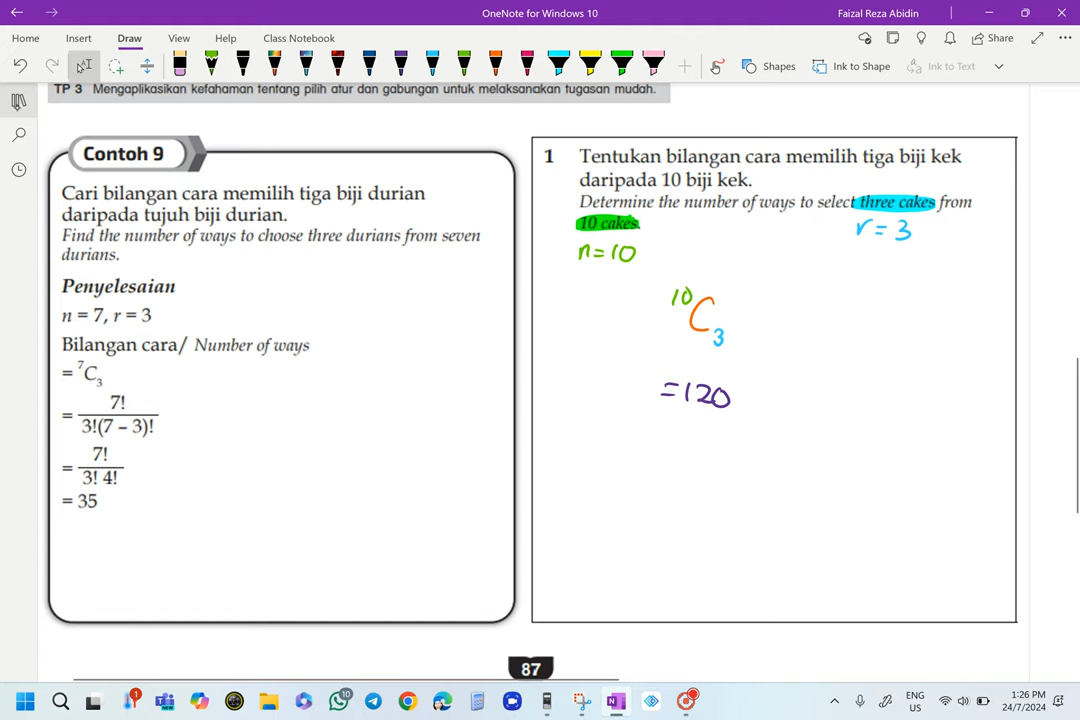 OneNote for Windows 10
Faizal Reza Abidin
Home Insert Draw View Help Class Notebook
Share
Shapes Ink to Shape Ink to Text
TP 3 Mengaplikasikan kefahaman tentang pilih atur dan gabungan untuk melaksanakan tugasan mudah.
Contoh 9
Cari bilangan cara memilih tiga biji durian
daripada tujuh biji durian.
Find the number of ways to choose three durians from seven
durians.
Penyelesaian
n = 7, r = 3
Bilangan cara/ Number of ways
= ⁷C₃
= 7!
3!(7 – 3)!
= 7!
3! 4!
= 35
1 Tentukan bilangan cara memilih tiga biji kek
daripada 10 biji kek.
Determine the number of ways to select three cakes from
10 cakes.
r = 3
n = 10
¹⁰C₃
= 120
87
1
NEW
10
ENG
US
1:26 PM
24/7/2024